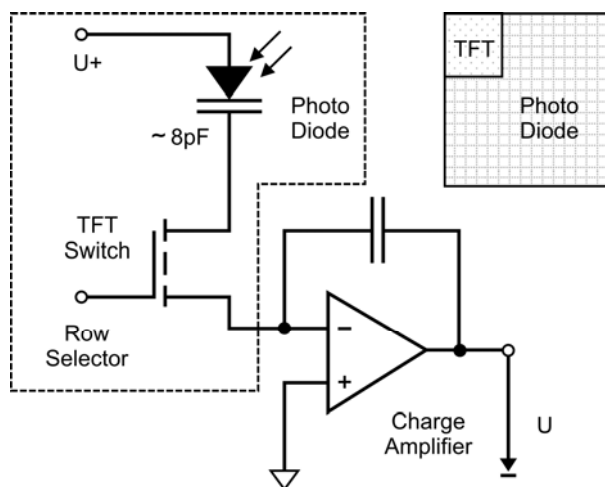 U+
TFT
Photo
Diode
Photo
Diode
~ 8pF
TFT
Switch
Row
Selector
−
+
Charge
Amplifier
U